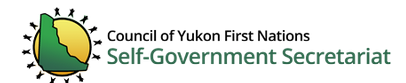 Council of Yukon First Nations
Self-Government Secretariat